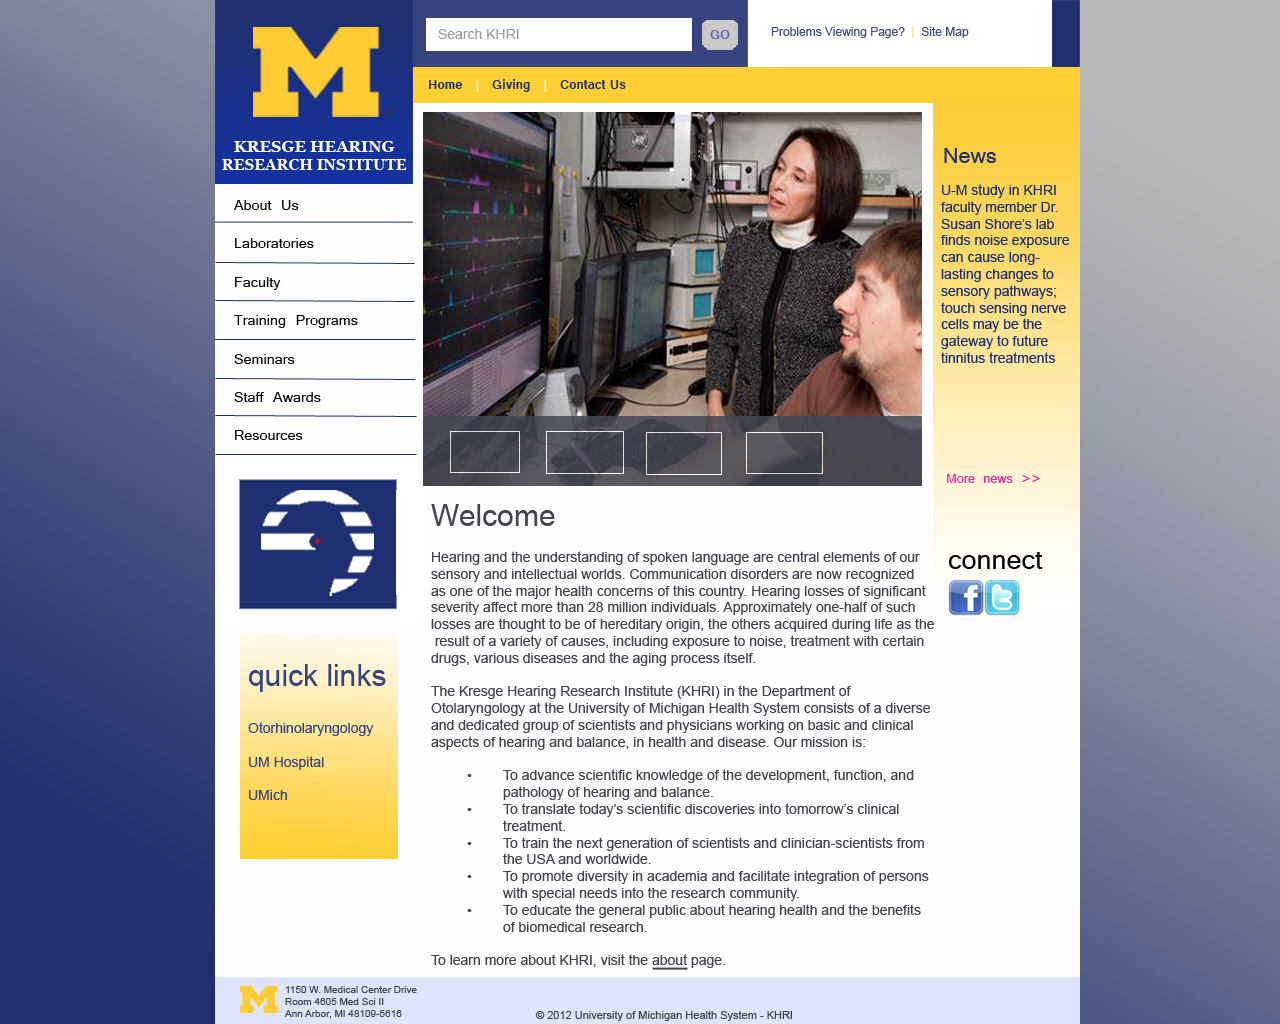 M
KRESGE HEARING
RESEARCH INSTITUTE
Search KHRI
GO
Problems Viewing Page? | Site Map
Home | Giving | Contact Us
About Us
Laboratories
Faculty
Training Programs
Seminars
Staff Awards
Resources
quick links
Otorhinolaryngology
UM Hospital
UMich
Welcome
Hearing and the understanding of spoken language are central elements of our
sensory and intellectual worlds. Communication disorders are now recognized
as one of the major health concerns of this country. Hearing losses of significant
severity affect more than 28 million individuals. Approximately one-half of such
losses are thought to be of hereditary origin, the others acquired during life as the
result of a variety of causes, including exposure to noise, treatment with certain
drugs, various diseases and the aging process itself.
The Kresge Hearing Research Institute (KHRI) in the Department of
Otolaryngology at the University of Michigan Health System consists of a diverse
and dedicated group of scientists and physicians working on basic and clinical
aspects of hearing and balance, in health and disease. Our mission is:
• To advance scientific knowledge of the development, function, and
pathology of hearing and balance.
• To translate today’s scientific discoveries into tomorrow’s clinical
treatment.
• To train the next generation of scientists and clinician-scientists from
the USA and worldwide.
• To promote diversity in academia and facilitate integration of persons
with special needs into the research community.
• To educate the general public about hearing health and the benefits
of biomedical research.
To learn more about KHRI, visit the about page.
News
U-M study in KHRI
faculty member Dr.
Susan Shore’s lab
finds noise exposure
can cause long-
lasting changes to
sensory pathways;
touch sensing nerve
cells may be the
gateway to future
tinnitus treatments
More news >>
connect
f t
M
1150 W. Medical Center Drive
Room 4605 Med Sci II
Ann Arbor, MI 48109-5616
© 2012 University of Michigan Health System - KHRI